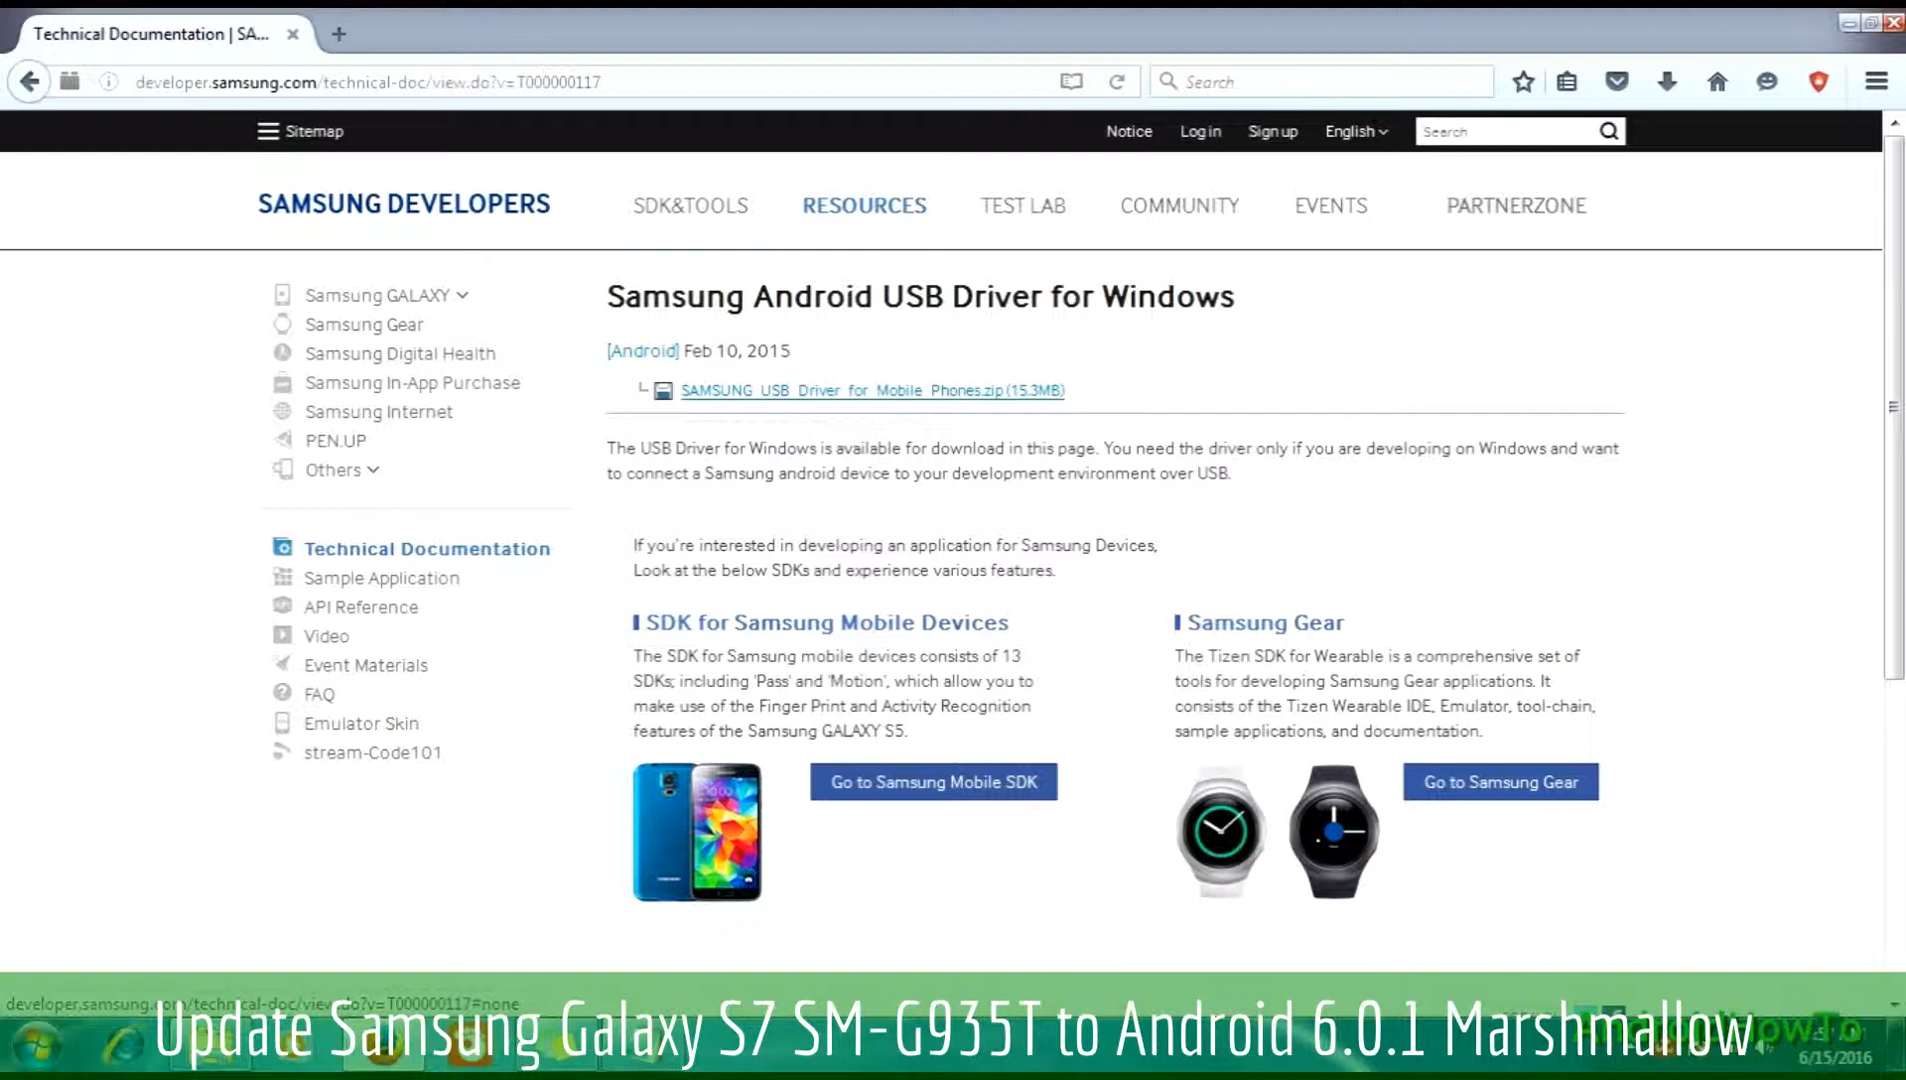 Technical Documentation | SA...
developer.samsung.com/technical-doc/view.do?v=T000000117
Search
Sitemap
Notice
Log in
Sign up
English
Search
SAMSUNG DEVELOPERS
SDK&TOOLS
RESOURCES
TEST LAB
COMMUNITY
EVENTS
PARTNERZONE
Samsung GALAXY
Samsung Gear
Samsung Digital Health
Samsung In-App Purchase
Samsung Internet
PEN.UP
Others
Technical Documentation
Sample Application
API Reference
Video
Event Materials
FAQ
Emulator Skin
stream-Code101
Samsung Android USB Driver for Windows
[Android] Feb 10, 2015
SAMSUNG_USB_Driver_for_Mobile_Phones.zip (15.3MB)
The USB Driver for Windows is available for download in this page. You need the driver only if you are developing on Windows and want
to connect a Samsung android device to your development environment over USB.
If you're interested in developing an application for Samsung Devices,
Look at the below SDKs and experience various features.
SDK for Samsung Mobile Devices
The SDK for Samsung mobile devices consists of 13
SDKs; including 'Pass' and 'Motion', which allow you to
make use of the Finger Print and Activity Recognition
features of the Samsung GALAXY S5.
Go to Samsung Mobile SDK
Samsung Gear
The Tizen SDK for Wearable is a comprehensive set of
tools for developing Samsung Gear applications. It
consists of the Tizen Wearable IDE, Emulator, tool-chain,
sample applications, and documentation.
Go to Samsung Gear
developer.samsung.com/technical-doc/view.do?v=T000000117#none
Update Samsung Galaxy S7 SM-G935T to Android 6.0.1 Marshmallow
AndroidHowTo
6/15/2016